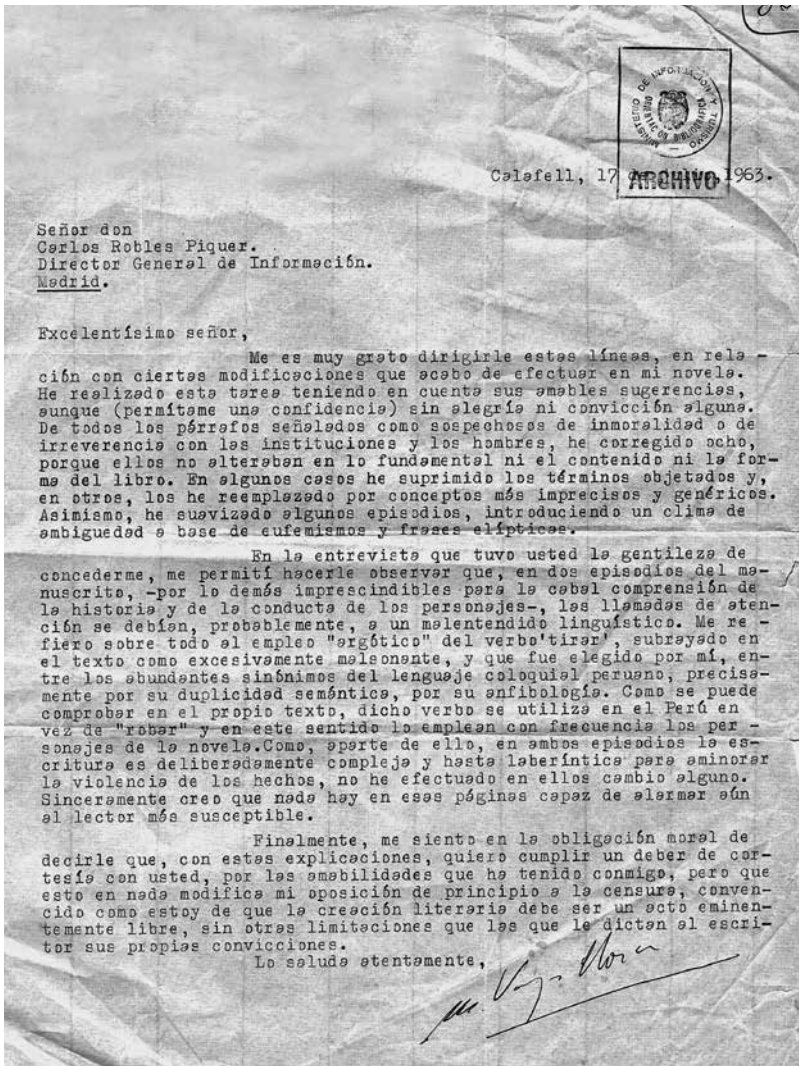 MINISTERIO DE INFORMACION Y TURISMO
ARCHIVO
Calafell, 17 de 1963.
Señor don
Carlos Robles Piquer.
Director General de Información.
Madrid.
Excelentísimo señor,
Me es muy grato dirigirle estas líneas, en rela -
ción con ciertas modificaciones que acabo de efectuar en mi novela.
He realizado esta tarea teniendo en cuenta sus amables sugerencias,
aunque (permítame una confidencia) sin alegría ni convicción alguna.
De todos los párrafos señalados como sospechosos de inmoralidad o de
irreverencia con las instituciones y los hombres, he corregido ocho,
porque ellos no alteraban en lo fundamental ni el contenido ni la for-
ma del libro. En algunos casos he suprimido los términos objetados y,
en otros, los he reemplazado por conceptos más imprecisos y genéricos.
Asimismo, he suavizado algunos episodios, introduciendo un clima de
ambiguedad a base de eufemismos y frases elípticas.
En la entrevista que tuvo usted la gentileza de
concederme, me permití hacerle observar que, en dos episodios del ma-
nuscrito, -por lo demás imprescindibles para la cabal comprensión de
la historia y de la conducta de los personajes-, las llamadas de aten-
ción se debían, probablemente, a un malentendido linguístico. Me re -
fiero sobre todo al empleo "argótico" del verbo'tirar', subrayado en
el texto como excesivamente malsonante, y que fue elegido por mí, en-
tre los abundantes sinónimos del lenguaje coloquial peruano, precisa-
mente por su duplicidad semántica, por su anfibología. Como se puede
comprobar en el propio texto, dicho verbo se utiliza en el Perú en
vez de "robar" y en este sentido lo emplean con frecuencia los per -
sonajes de la novela.Como, aparte de ello, en ambos episodios la es-
critura es deliberadamente compleja y hasta laberíntica para aminorar
la violencia de los hechos, no he efectuado en ellos cambio alguno.
Sinceramente creo que nada hay en esas páginas capaz de alarmar aún
al lector más susceptible.
Finalmente, me siento en la obligación moral de
decirle que, con estas explicaciones, quiero cumplir un deber de cor-
tesía con usted, por las amabilidades que ha tenido conmigo, pero que
esto en nada modifica mi oposición de principio a la censura, conven-
cido como estoy de que la creación literaria debe ser un acto eminen-
temente libre, sin otras limitaciones que las que le dictan al escri-
tor sus propias convicciones.
Lo saluda atentamente,
M. Vargas Llosa